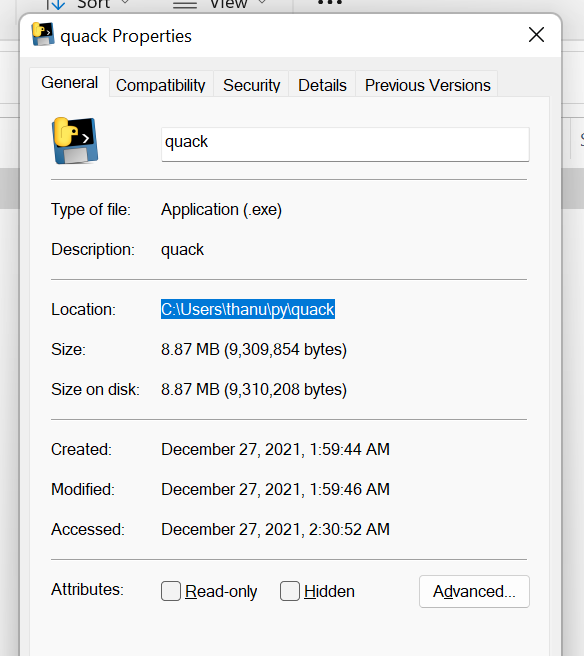 Sort View •••
quack Properties
General Compatibility Security Details Previous Versions
quack
Type of file: Application (.exe)
Description: quack
Location: C:\Users\thanu\py\quack
Size: 8.87 MB (9,309,854 bytes)
Size on disk: 8.87 MB (9,310,208 bytes)
Created: December 27, 2021, 1:59:44 AM
Modified: December 27, 2021, 1:59:46 AM
Accessed: December 27, 2021, 2:30:52 AM
Attributes: Read-only Hidden Advanced...